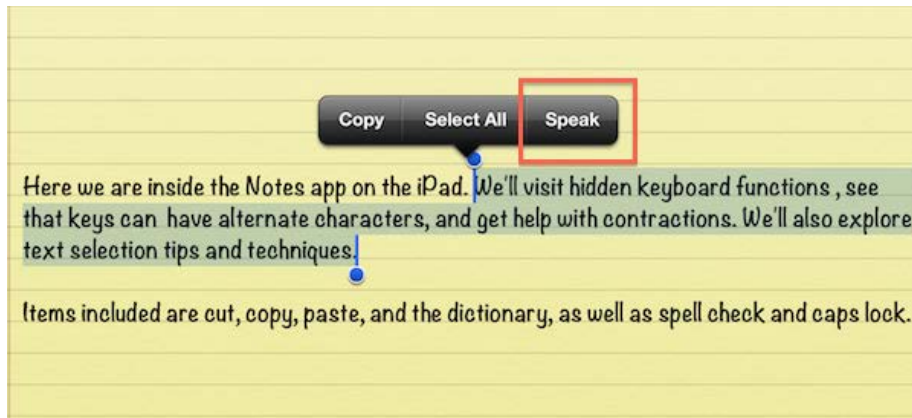 Copy Select All Speak
Here we are inside the Notes app on the iPad. We'll visit hidden keyboard functions , see
that keys can have alternate characters, and get help with contractions. We'll also explore
text selection tips and techniques.
Items included are cut, copy, paste, and the dictionary, as well as spell check and caps lock.